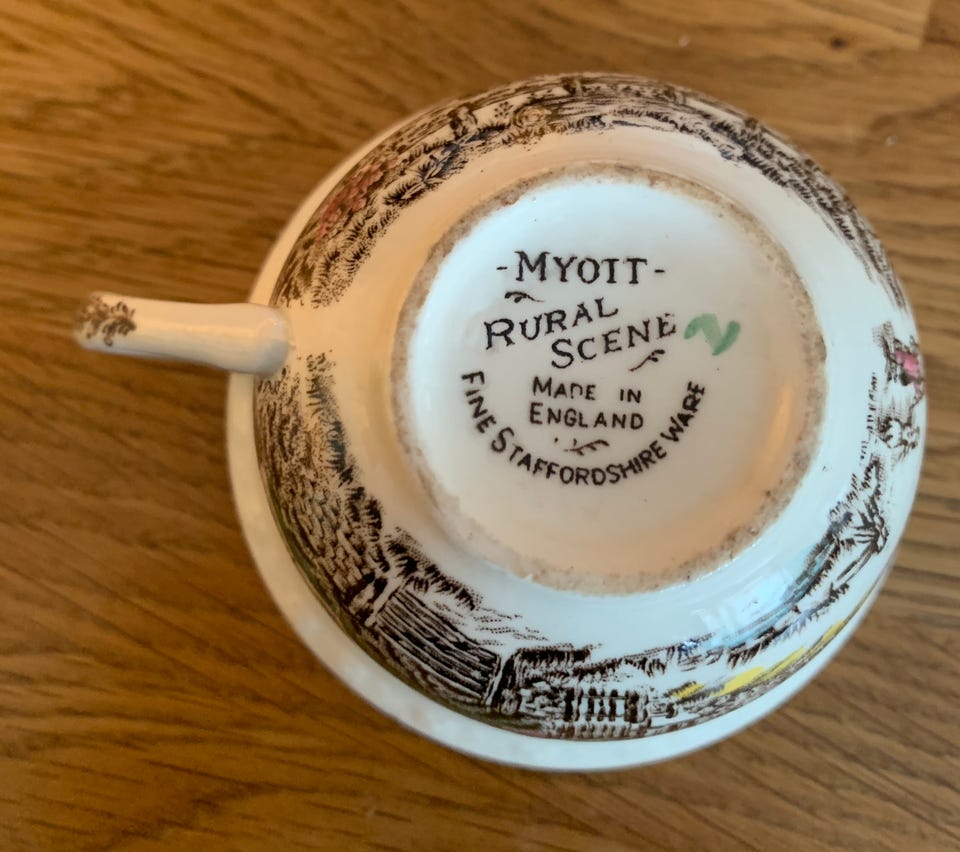 -MYOTT-
RURAL
SCENE
MADE IN
ENGLAND
FINE STAFFORDSHIRE WARE